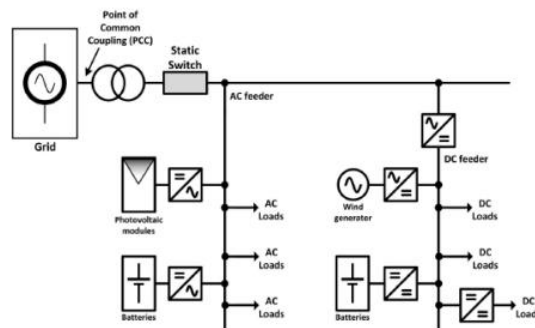 Point of
Common
Coupling (PCC)
Static
Switch
Grid
AC feeder
DC feeder
Photovoltaic
modules
AC
Loads
Wind
generator
DC
Loads
AC
Loads
DC
Loads
Batteries
AC
Loads
Batteries
DC
Load